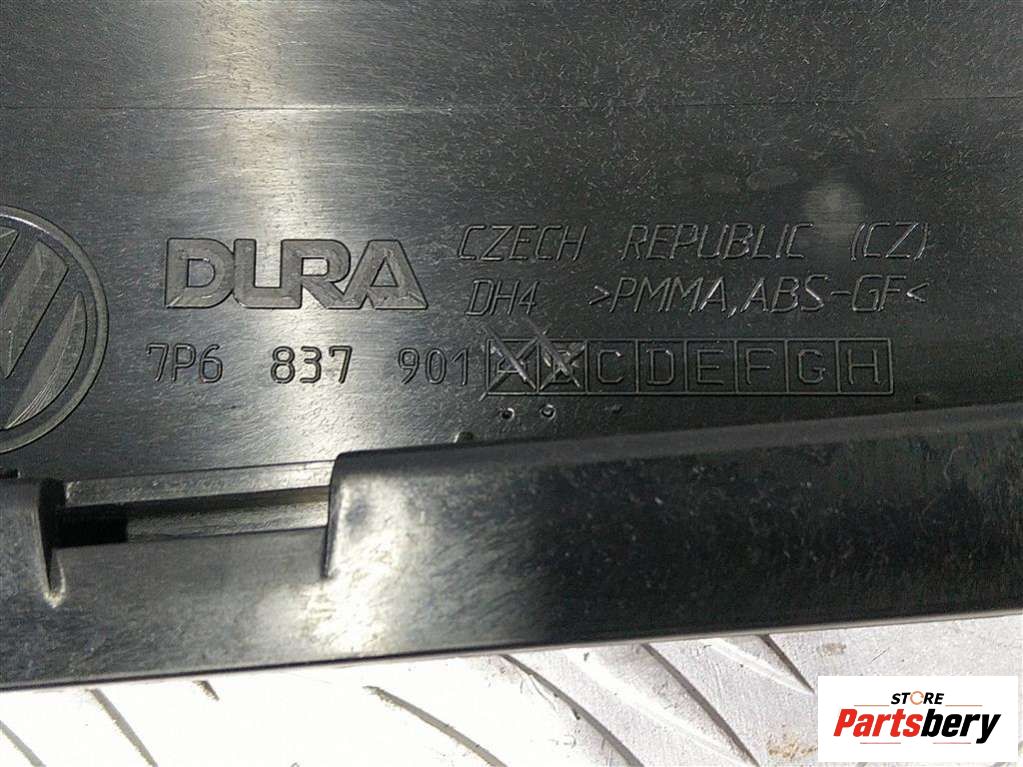 DURA CZECH REPUBLIC (CZ)
DH4 >PMMA,ABS-GF<
7P6 837 901 A B C D E F G H
STORE
Partsbery